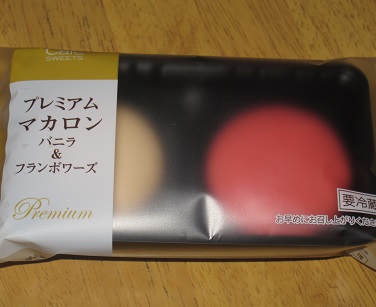 SWEETS
プレミアム
マカロン
バニラ
&
フランボワーズ
Premium
要冷蔵
お早めにお召し上がりくださ